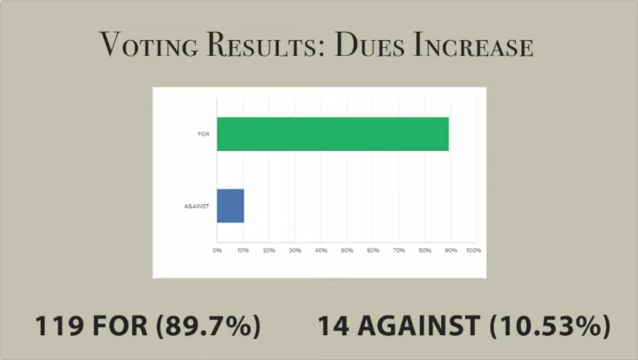 Voting Results: Dues Increase
FOR
AGAINST
0% 10% 20% 30% 40% 50% 60% 70% 80% 90% 100%
119 FOR (89.7%) 14 AGAINST (10.53%)